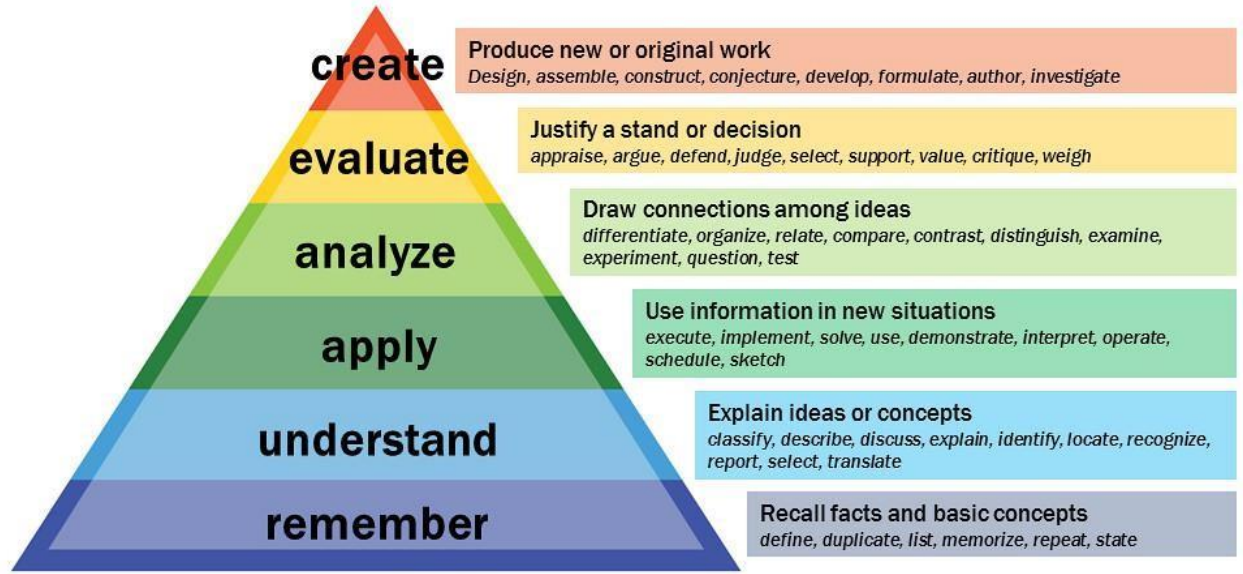 create
Produce new or original work
Design, assemble, construct, conjecture, develop, formulate, author, investigate
evaluate
Justify a stand or decision
appraise, argue, defend, judge, select, support, value, critique, weigh
analyze
Draw connections among ideas
differentiate, organize, relate, compare, contrast, distinguish, examine,
experiment, question, test
apply
Use information in new situations
execute, implement, solve, use, demonstrate, interpret, operate,
schedule, sketch
understand
Explain ideas or concepts
classify, describe, discuss, explain, identify, locate, recognize,
report, select, translate
remember
Recall facts and basic concepts
define, duplicate, list, memorize, repeat, state